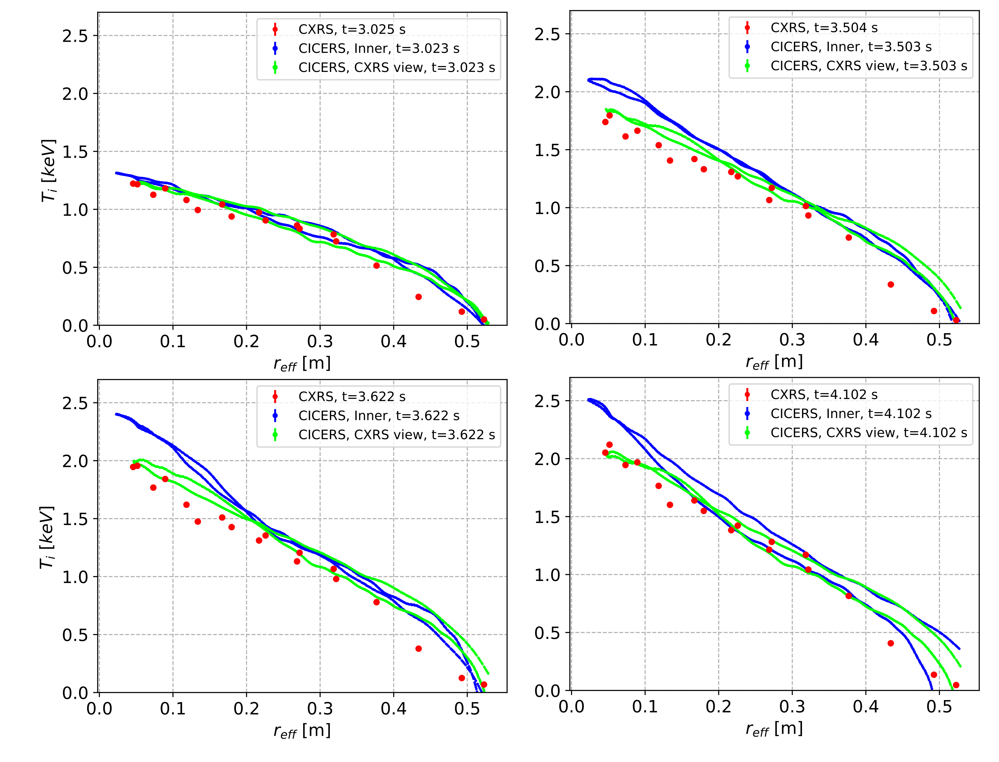 CXRS, t=3.025 s
CICERS, Inner, t=3.023 s
CICERS, CXRS view, t=3.023 s
2.5
2.0
1.5
1.0
0.5
0.0
T_i [keV]
0.0 0.1 0.2 0.3 0.4 0.5
r_eff [m]
CXRS, t=3.504 s
CICERS, Inner, t=3.503 s
CICERS, CXRS view, t=3.503 s
2.5
2.0
1.5
1.0
0.5
0.0
0.0 0.1 0.2 0.3 0.4 0.5
r_eff [m]
CXRS, t=3.622 s
CICERS, Inner, t=3.622 s
CICERS, CXRS view, t=3.622 s
2.5
2.0
1.5
1.0
0.5
0.0
T_i [keV]
0.0 0.1 0.2 0.3 0.4 0.5
r_eff [m]
CXRS, t=4.102 s
CICERS, Inner, t=4.102 s
CICERS, CXRS view, t=4.102 s
2.5
2.0
1.5
1.0
0.5
0.0
0.0 0.1 0.2 0.3 0.4 0.5
r_eff [m]